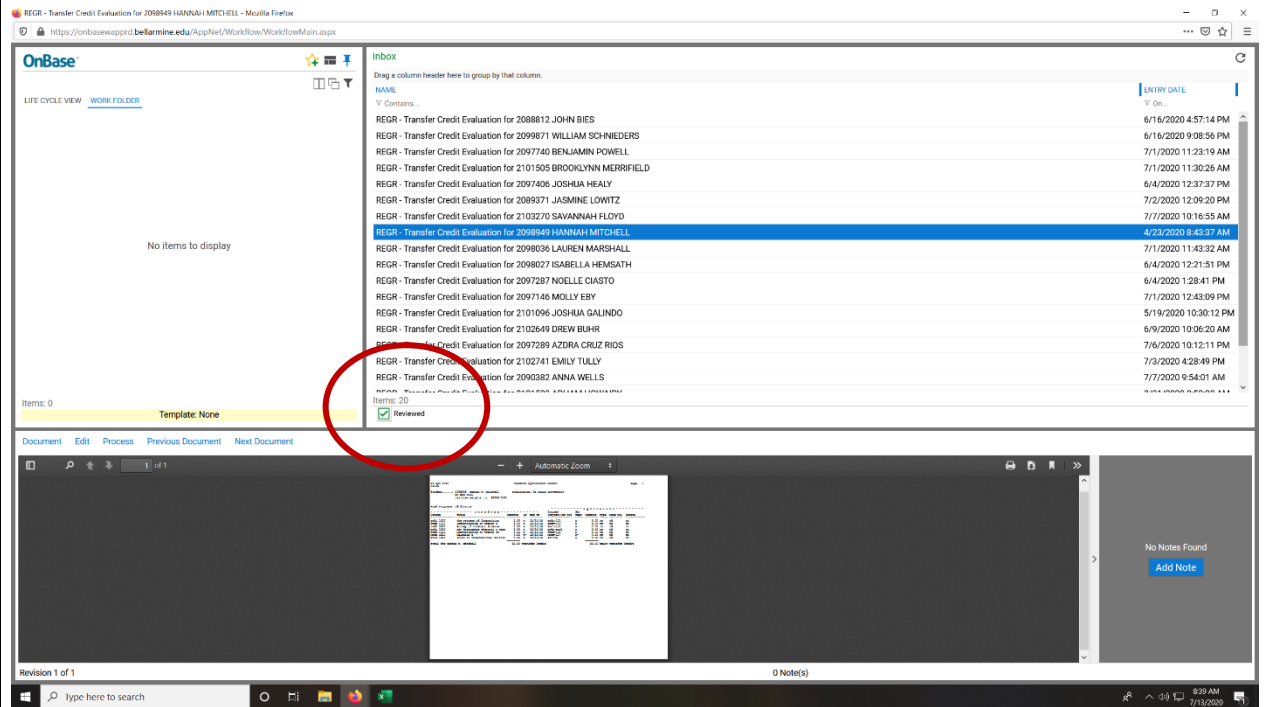 REGR - Transfer Credit Evaluation for 2098949 HANNAH MITCHELL - Mozilla Firefox
https://onbasewapprd.bellarmine.edu/AppNet/Workflow/WorkflowMain.aspx
OnBase
LIFE CYCLE VIEW WORK FOLDER
No items to display
Items: 0
Template: None
Inbox
Drag a column header here to group by that column.
NAME ENTRY DATE
Contains... On...
REGR - Transfer Credit Evaluation for 2088812 JOHN BIES 6/16/2020 4:57:14 PM
REGR - Transfer Credit Evaluation for 2099871 WILLIAM SCHNIEDERS 6/16/2020 9:08:56 PM
REGR - Transfer Credit Evaluation for 2097740 BENJAMIN POWELL 7/1/2020 11:23:19 AM
REGR - Transfer Credit Evaluation for 2101505 BROOKLYNN MERRIFIELD 7/1/2020 11:30:26 AM
REGR - Transfer Credit Evaluation for 2097406 JOSHUA HEALY 6/4/2020 12:37:37 PM
REGR - Transfer Credit Evaluation for 2089371 JASMINE LOWITZ 7/2/2020 12:09:20 PM
REGR - Transfer Credit Evaluation for 2103270 SAVANNAH FLOYD 7/7/2020 10:16:55 AM
REGR - Transfer Credit Evaluation for 2098949 HANNAH MITCHELL 4/23/2020 8:43:37 AM
REGR - Transfer Credit Evaluation for 2098036 LAUREN MARSHALL 7/1/2020 11:43:32 AM
REGR - Transfer Credit Evaluation for 2098027 ISABELLA HEMSATH 6/4/2020 12:21:51 PM
REGR - Transfer Credit Evaluation for 2097287 NOELLE CIASTO 6/4/2020 1:28:41 PM
REGR - Transfer Credit Evaluation for 2097146 MOLLY EBY 7/1/2020 12:43:09 PM
REGR - Transfer Credit Evaluation for 2101096 JOSHUA GALINDO 5/19/2020 10:30:12 PM
REGR - Transfer Credit Evaluation for 2102649 DREW BUHR 6/9/2020 10:06:20 AM
REGR - Transfer Credit Evaluation for 2097289 AZDRA CRUZ RIOS 7/6/2020 10:12:11 PM
REGR - Transfer Credit Evaluation for 2102741 EMILY TULLY 7/3/2020 4:28:49 PM
REGR - Transfer Credit Evaluation for 2090382 ANNA WELLS 7/7/2020 9:54:01 AM
Items: 20
Reviewed
Document Edit Process Previous Document Next Document
1 of 1 − + Automatic Zoom
No Notes Found
Add Note
Revision 1 of 1 0 Note(s)
Type here to search
8:39 AM
7/13/2020